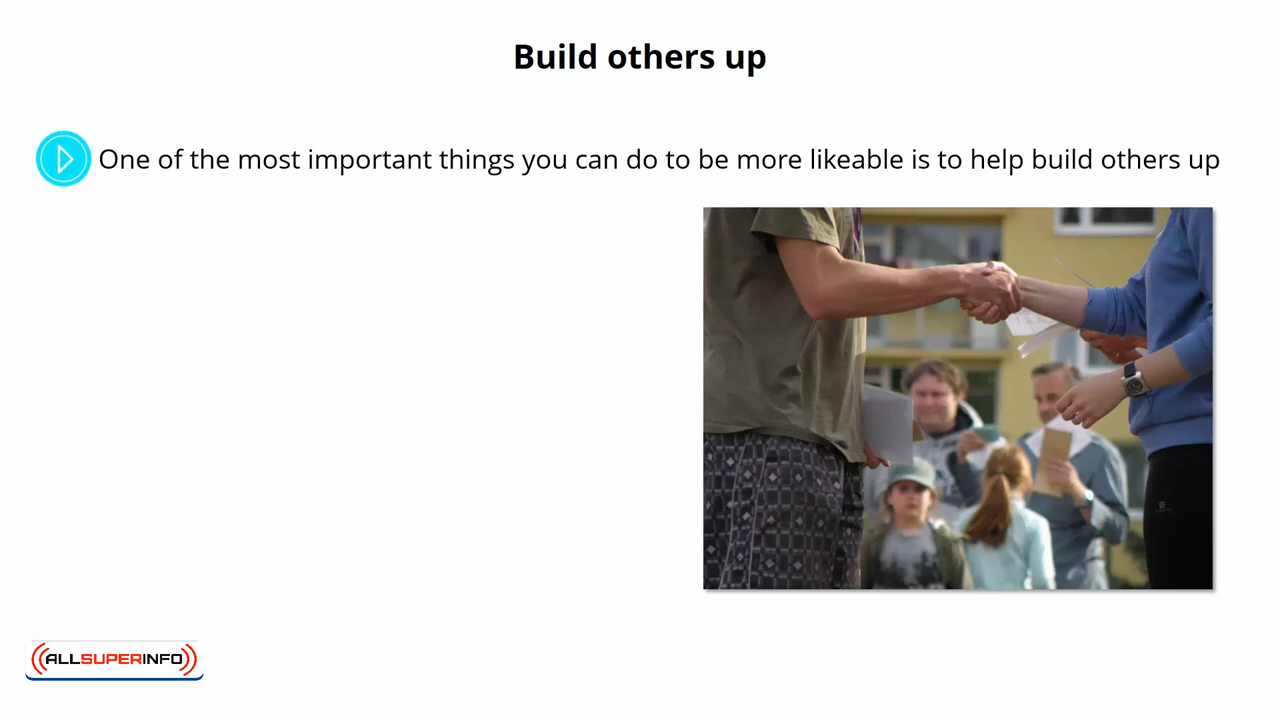 Build others up
One of the most important things you can do to be more likeable is to help build others up
ALLSUPERINFO